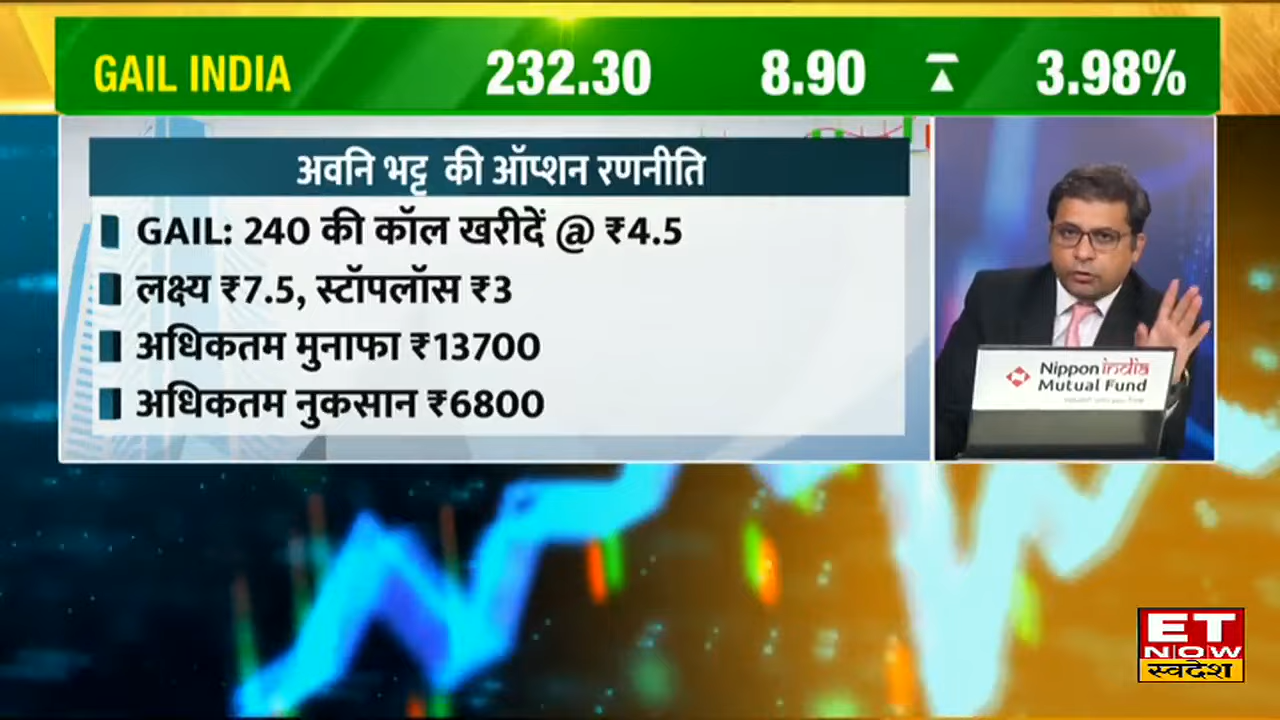 GAIL INDIA 232.30 8.90 3.98%
अवनि भट्ट की ऑप्शन रणनीति
GAIL: 240 की कॉल खरीदें @ ₹4.5
लक्ष्य ₹7.5, स्टॉपलॉस ₹3
अधिकतम मुनाफा ₹13700
अधिकतम नुकसान ₹6800
Nippon india
Mutual Fund
ET
NOW
स्वदेश